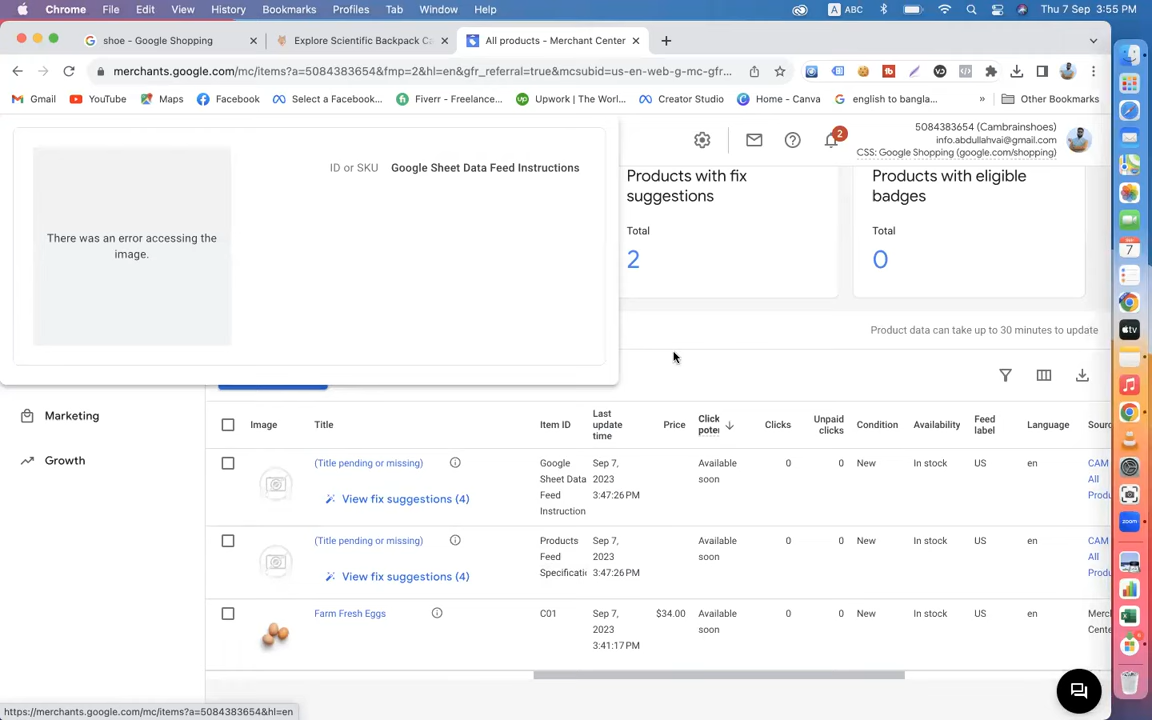 Chrome File Edit View History Bookmarks Profiles Tab Window Help A ABC Thu 7 Sep 3:55 PM
shoe - Google Shopping Explore Scientific Backpack Ca All products - Merchant Center
merchants.google.com/mc/items?a=5084383654&fmp=2&hl=en&gfr_referral=true&mcsubid=us-en-web-g-mc-gfr...
Gmail YouTube Maps Facebook Select a Facebook... Fiverr - Freelance... Upwork | The Worl... Creator Studio Home - Canva english to bangla... » Other Bookmarks
5084383654 (Cambrainshoes)
info.abdullahvai@gmail.com
CSS: Google Shopping (google.com/shopping)
2
ID or SKU Google Sheet Data Feed Instructions
There was an error accessing the
image.
Products with fix
suggestions
Total
2
Products with eligible
badges
Total
0
Product data can take up to 30 minutes to update
Marketing
Growth
Image Title Item ID Last update time Price Click poter Clicks Unpaid clicks Condition Availability Feed label Language Sourc
(Title pending or missing) Google Sheet Data Feed Instruction Sep 7, 2023 3:47:26 PM Available soon 0 0 New In stock US en CAM All Produ
View fix suggestions (4)
(Title pending or missing) Products Feed Specificati Sep 7, 2023 3:47:26 PM Available soon 0 0 New In stock US en CAM All Produ
View fix suggestions (4)
Farm Fresh Eggs C01 Sep 7, 2023 3:41:17 PM $34.00 Available soon 0 0 New In stock US en Merc Cente
https://merchants.google.com/mc/items?a=5084383654&hl=en
SEP
7
tv
zoom